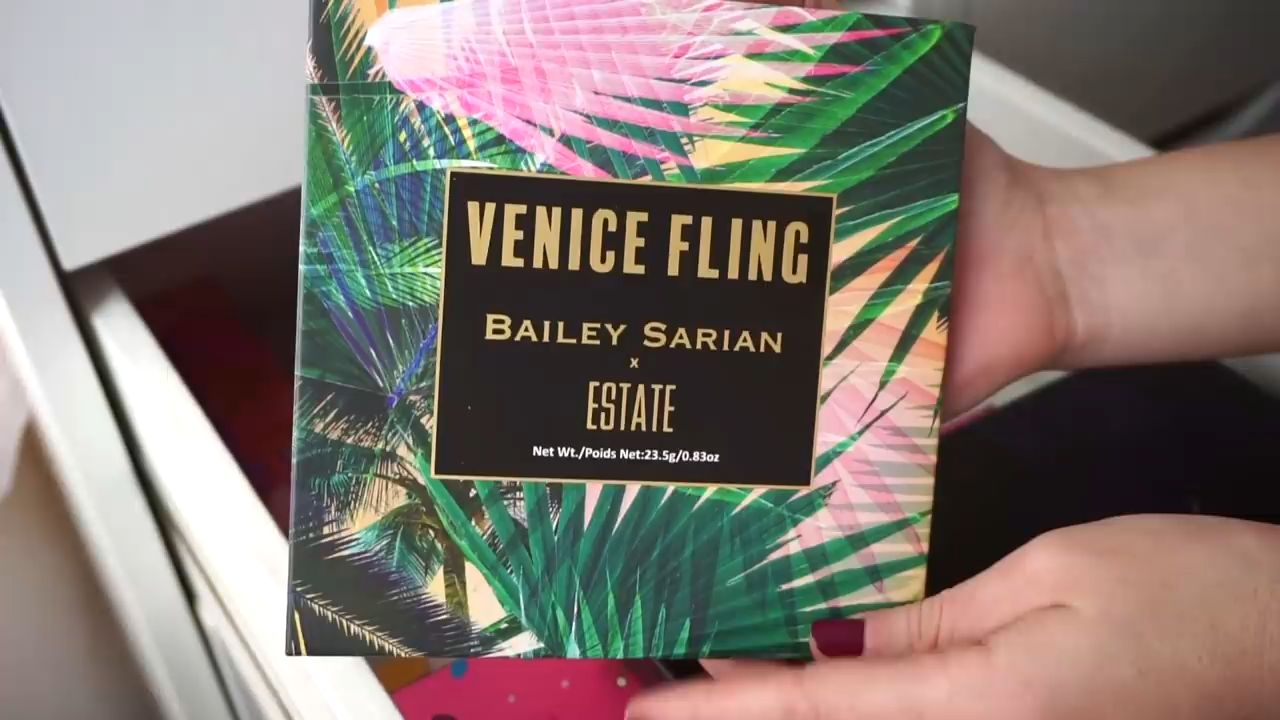 VENICE FLING
BAILEY SARIAN
x
ESTATE
Net Wt./Poids Net:23.5g/0.83oz